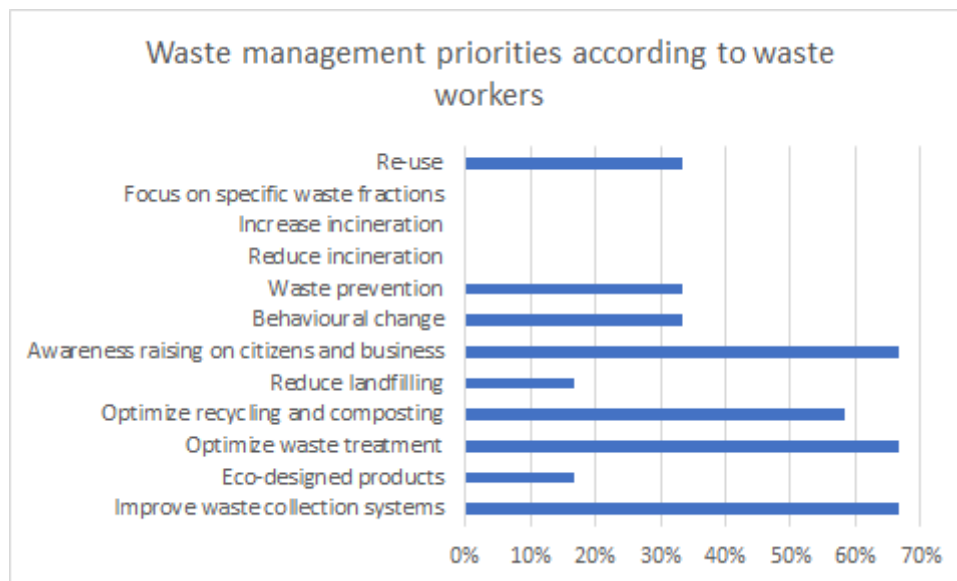 Waste management priorities according to waste
workers
Re-use
Focus on specific waste fractions
Increase incineration
Reduce incineration
Waste prevention
Behavioural change
Awareness raising on citizens and business
Reduce landfilling
Optimize recycling and composting
Optimize waste treatment
Eco-designed products
Improve waste collection systems
0% 10% 20% 30% 40% 50% 60% 70%